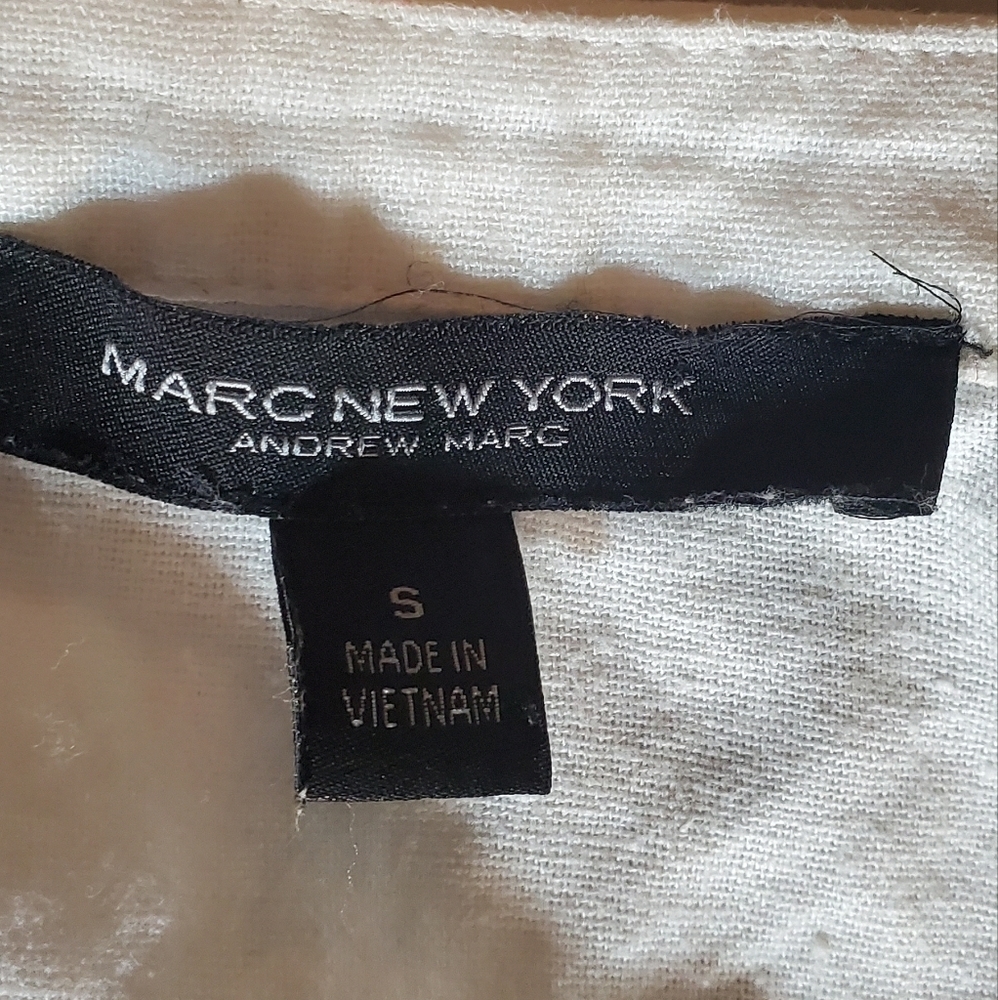 MARC NEW YORK
ANDREW MARC
S
MADE IN
VIETNAM